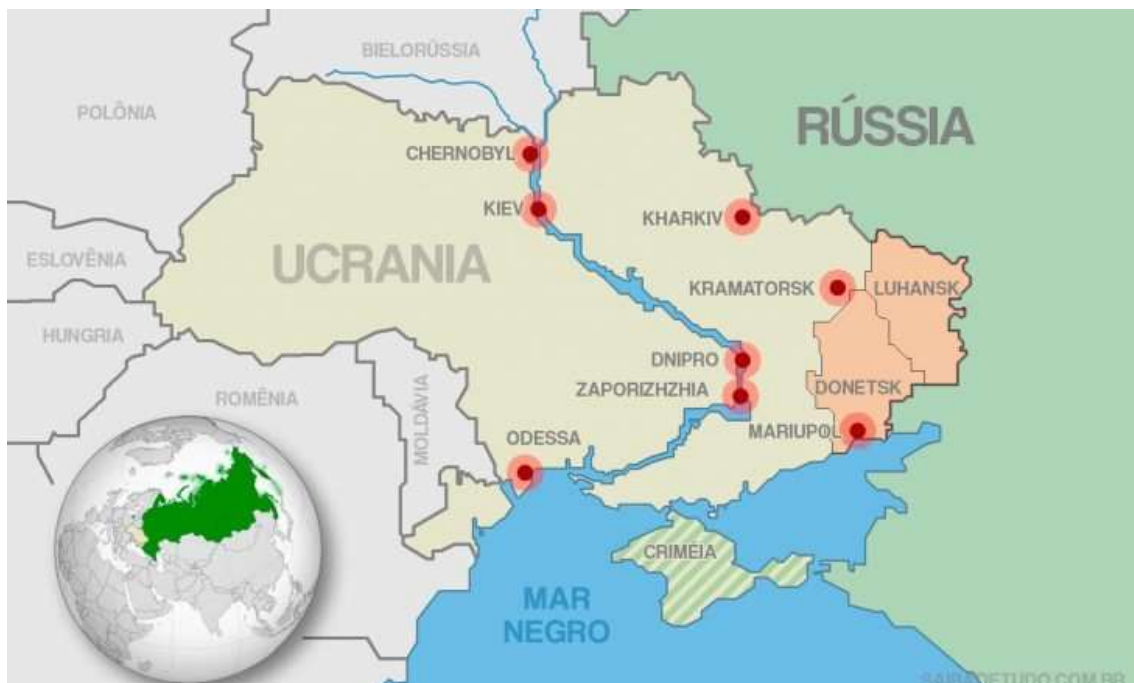 BIELORÚSSIA
POLÔNIA
RÚSSIA
CHERNOBYL
KIEV
KHARKIV
ESLOVÊNIA
UCRANIA
KRAMATORSK
LUHANSK
HUNGRIA
DNIPRO
ZAPORIZHZHIA
DONETSK
ROMÊNIA
MOLDÁVIA
MARIUPOL
ODESSA
CRIMEIA
MAR
NEGRO
SAIBADETUDO.COM.BR